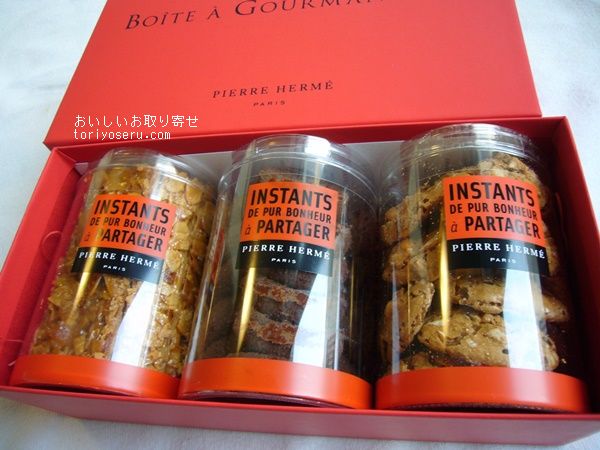 BOÎTE À GOURMAN
PIERRE HERMÉ
PARIS
おいしいお取り寄せ
toriyoseru.com
INSTANTS
DE PUR BONHEUR
à PARTAGER
PIERRE HERMÉ
PARIS
INSTANTS
DE PUR BONHEUR
à PARTAGER
PIERRE HERMÉ
PARIS
INSTANTS
DE PUR BONHEUR
à PARTAGER
PIERRE HERMÉ
PARIS